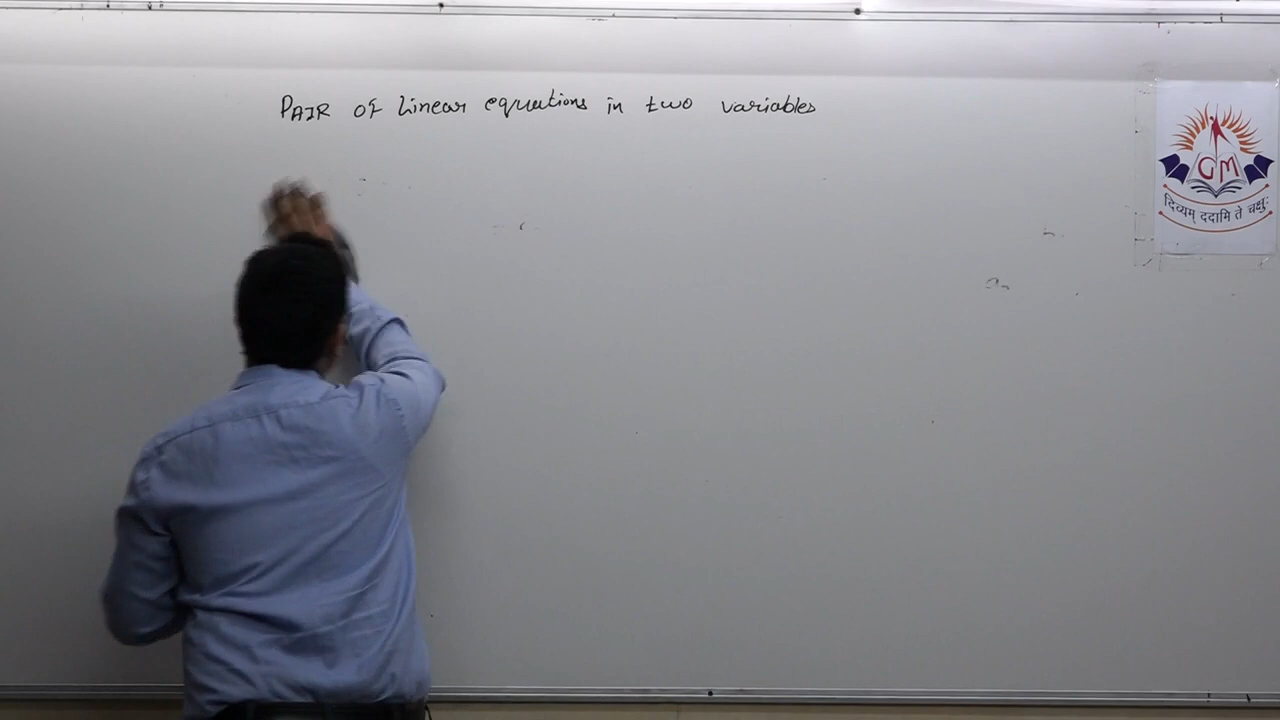 PAIR OF Linear equations in two variables
GM
दिव्यम् ददामि ते चक्षुः